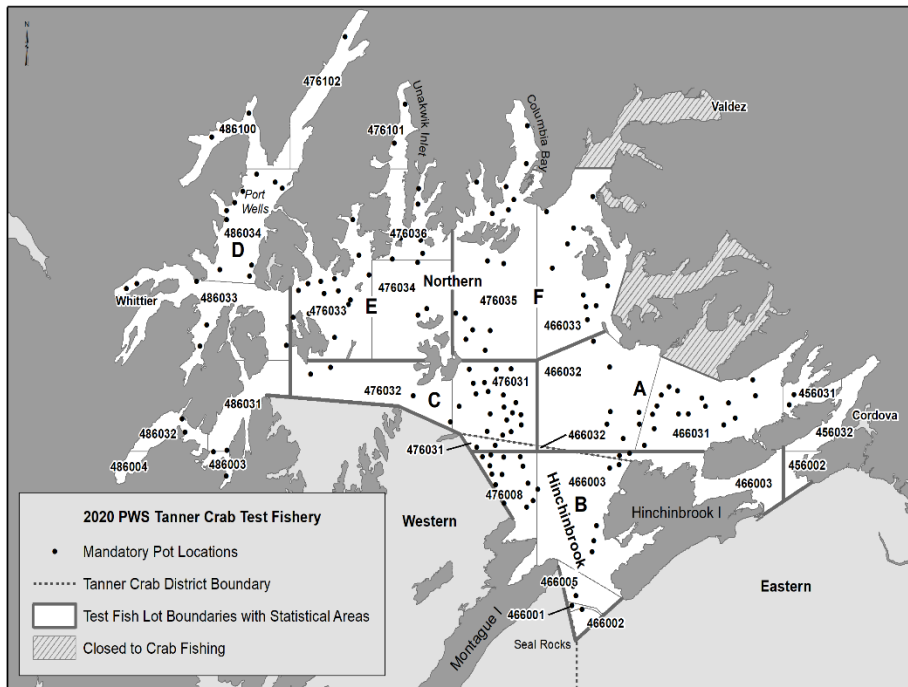 N
476102
Unakwik Inlet
476101
Columbia Bay
Valdez
486100
Port
Wells
486034
D
476036
476034
Northern
F
Whittier
486033
476033
E
476035
466033
476031
466032
A
476032
C
456031
Cordova
486031
466031
456032
486032
476031
466032
486004
486003
456002
476008
466003
466003
B
Hinchinbrook
Hinchinbrook I
Western
2020 PWS Tanner Crab Test Fishery
Mandatory Pot Locations
Tanner Crab District Boundary
Test Fish Lot Boundaries with Statistical Areas
Closed to Crab Fishing
Eastern
466005
466001
466002
Montague I
Seal Rocks